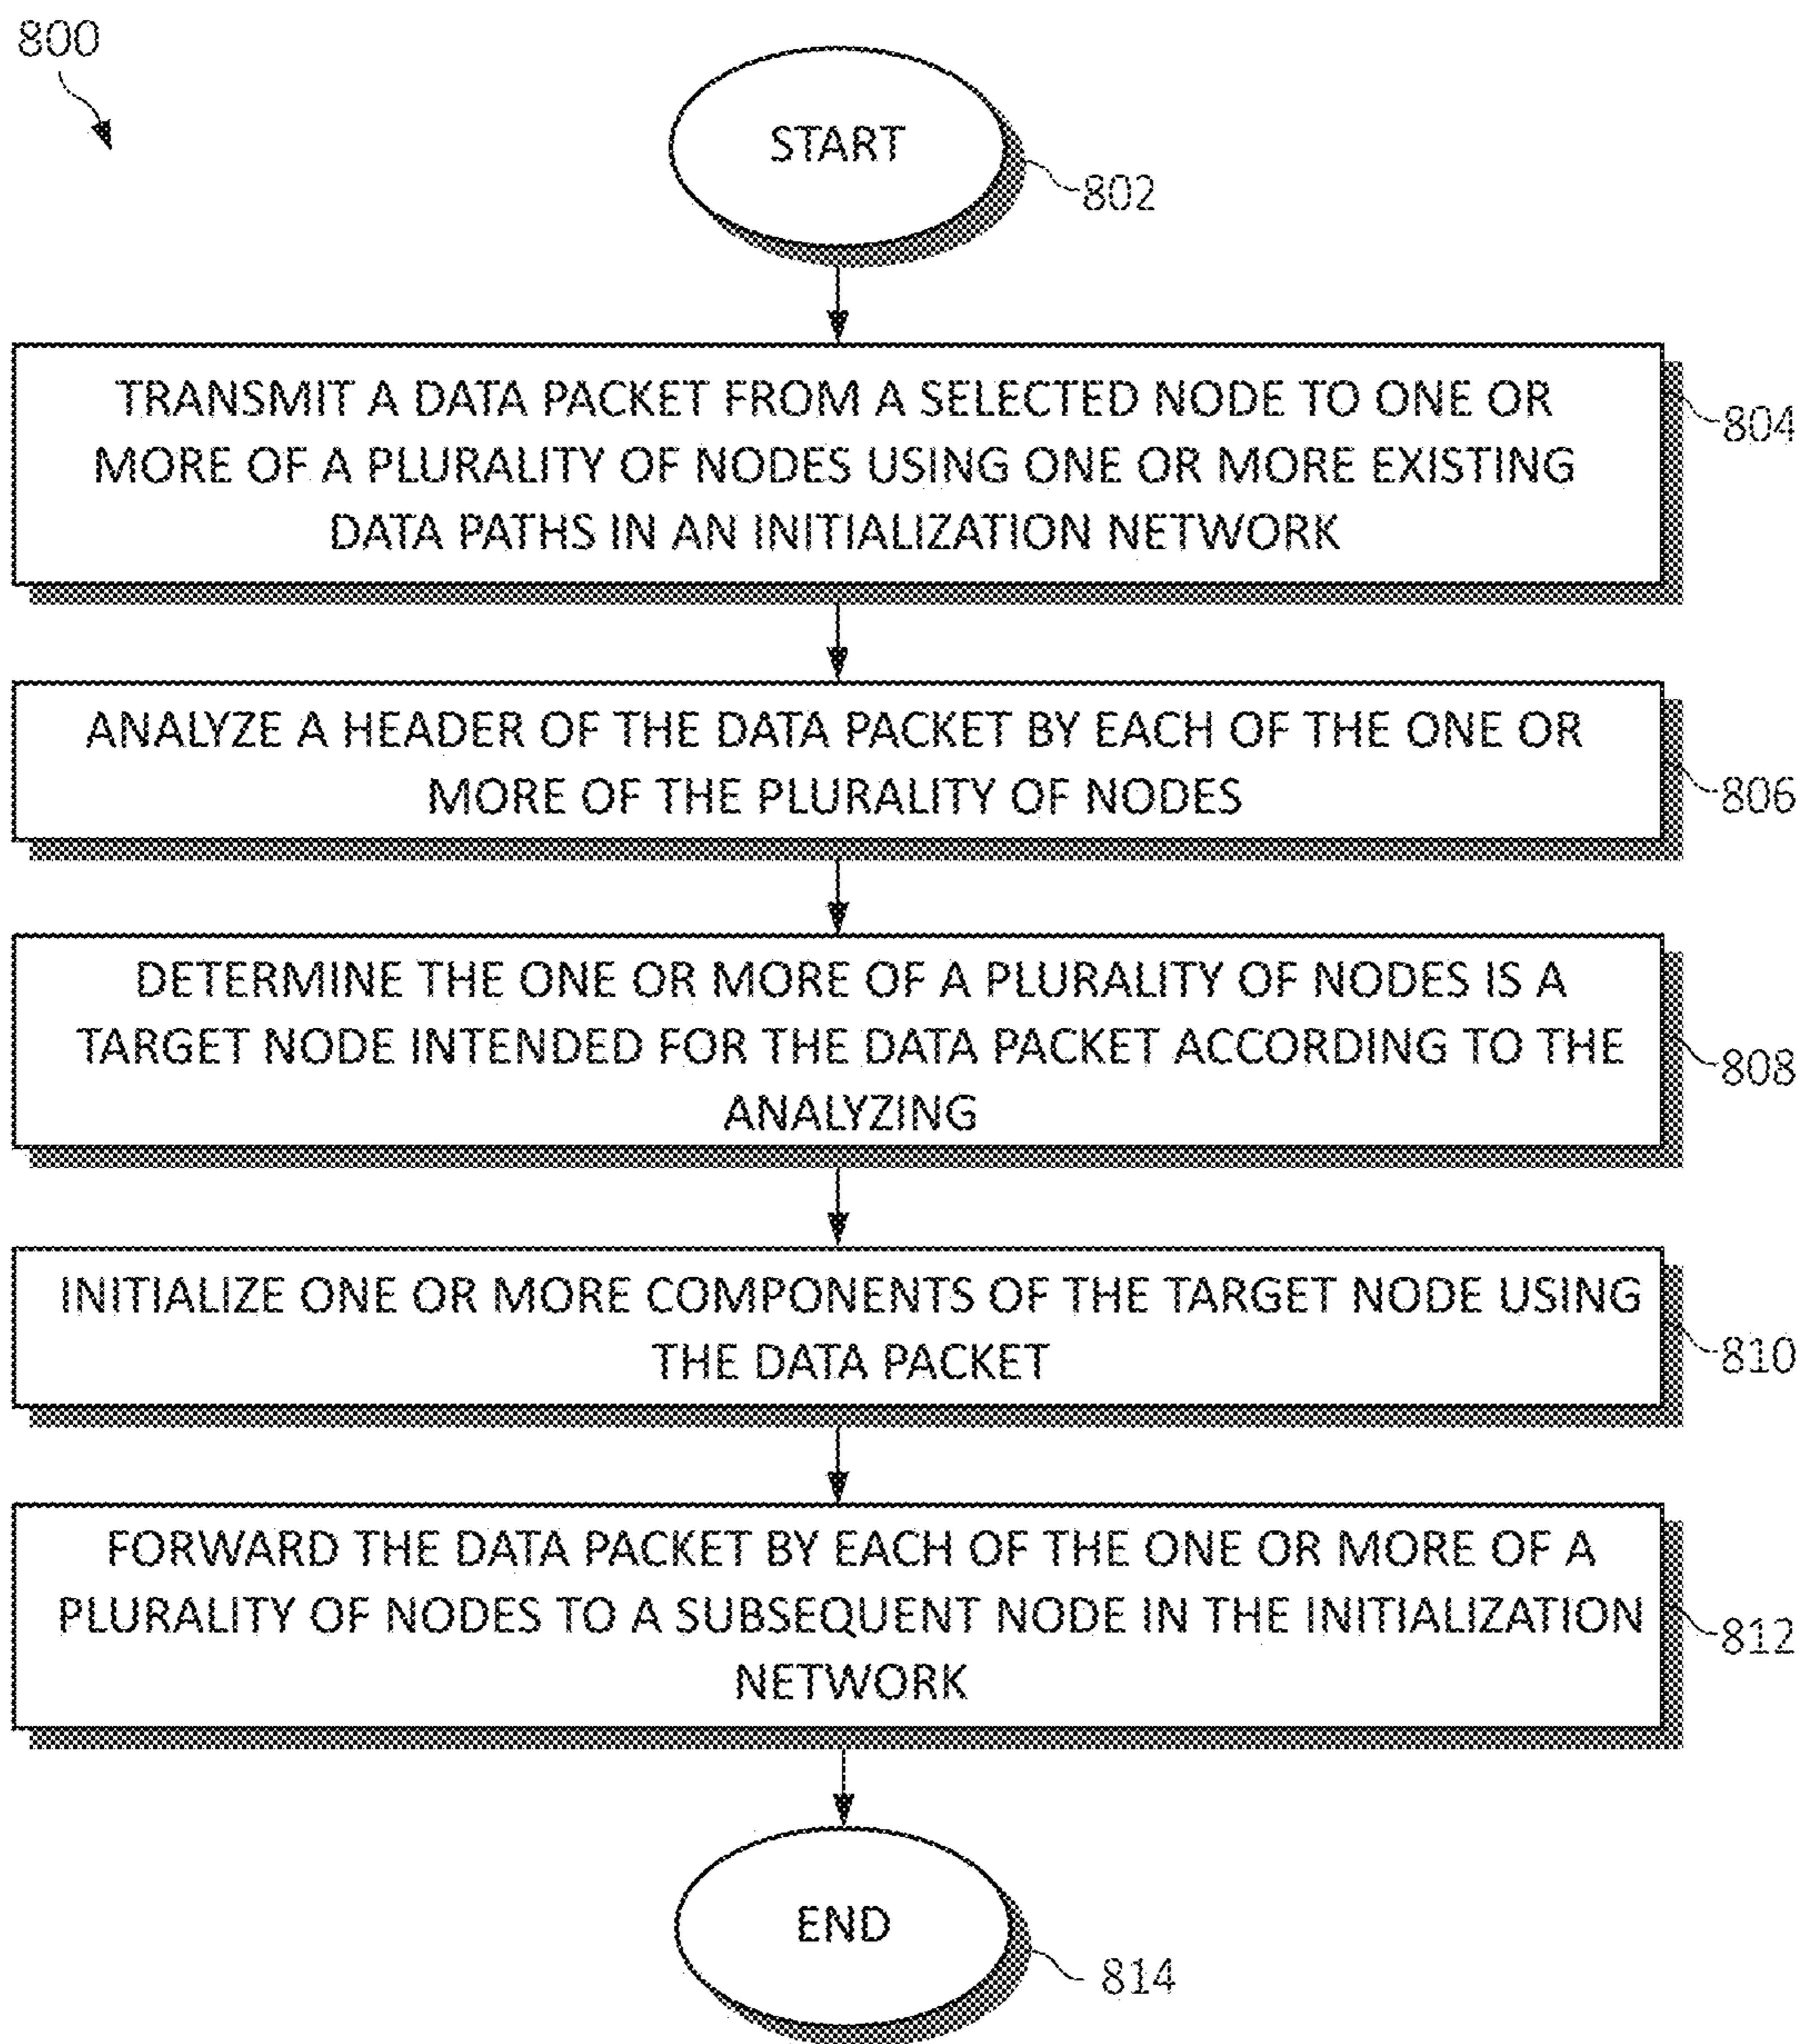 800
START
802
TRANSMIT A DATA PACKET FROM A SELECTED NODE TO ONE OR
MORE OF A PLURALITY OF NODES USING ONE OR MORE EXISTING
DATA PATHS IN AN INITIALIZATION NETWORK
804
ANALYZE A HEADER OF THE DATA PACKET BY EACH OF THE ONE OR
MORE OF THE PLURALITY OF NODES
806
DETERMINE THE ONE OR MORE OF A PLURALITY OF NODES IS A
TARGET NODE INTENDED FOR THE DATA PACKET ACCORDING TO THE
ANALYZING
808
INITIALIZE ONE OR MORE COMPONENTS OF THE TARGET NODE USING
THE DATA PACKET
810
FORWARD THE DATA PACKET BY EACH OF THE ONE OR MORE OF A
PLURALITY OF NODES TO A SUBSEQUENT NODE IN THE INITIALIZATION
NETWORK
812
END
814